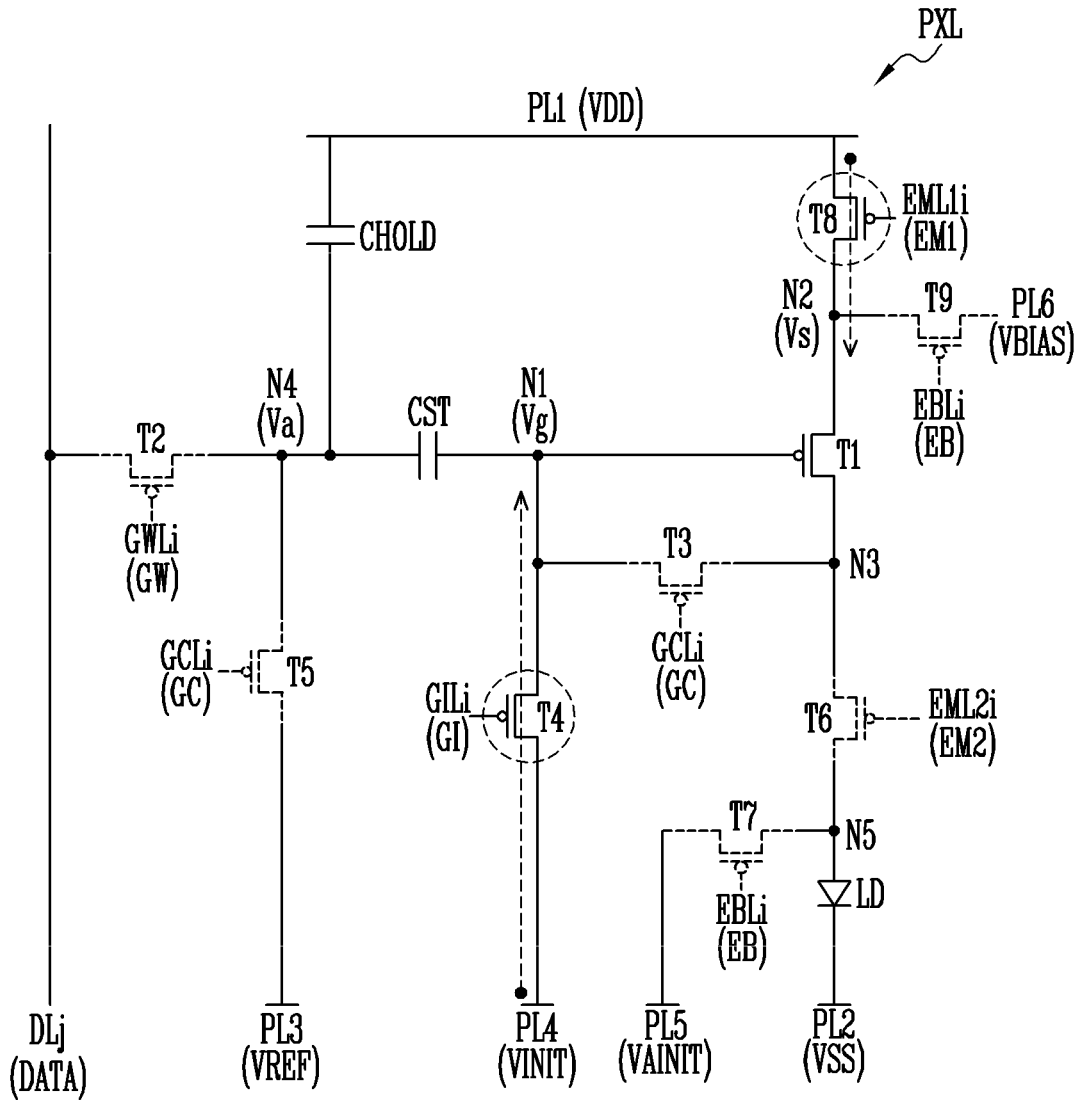 PXL
PL1 (VDD)
T8
EML1i
(EM1)
CHOLD
N2
(Vs)
T9
PL6
(VBIAS)
EBLi
(EB)
N4
(Va)
CST
N1
(Vg)
T2
T1
GWLi
(GW)
T3
N3
GCLi
(GC)
GCLi
(GC)
T5
GILi
(GI)
T4
T6
EML2i
(EM2)
T7
N5
EBLi
(EB)
LD
DLj
(DATA)
PL3
(VREF)
PL4
(VINIT)
PL5
(VAINIT)
PL2
(VSS)